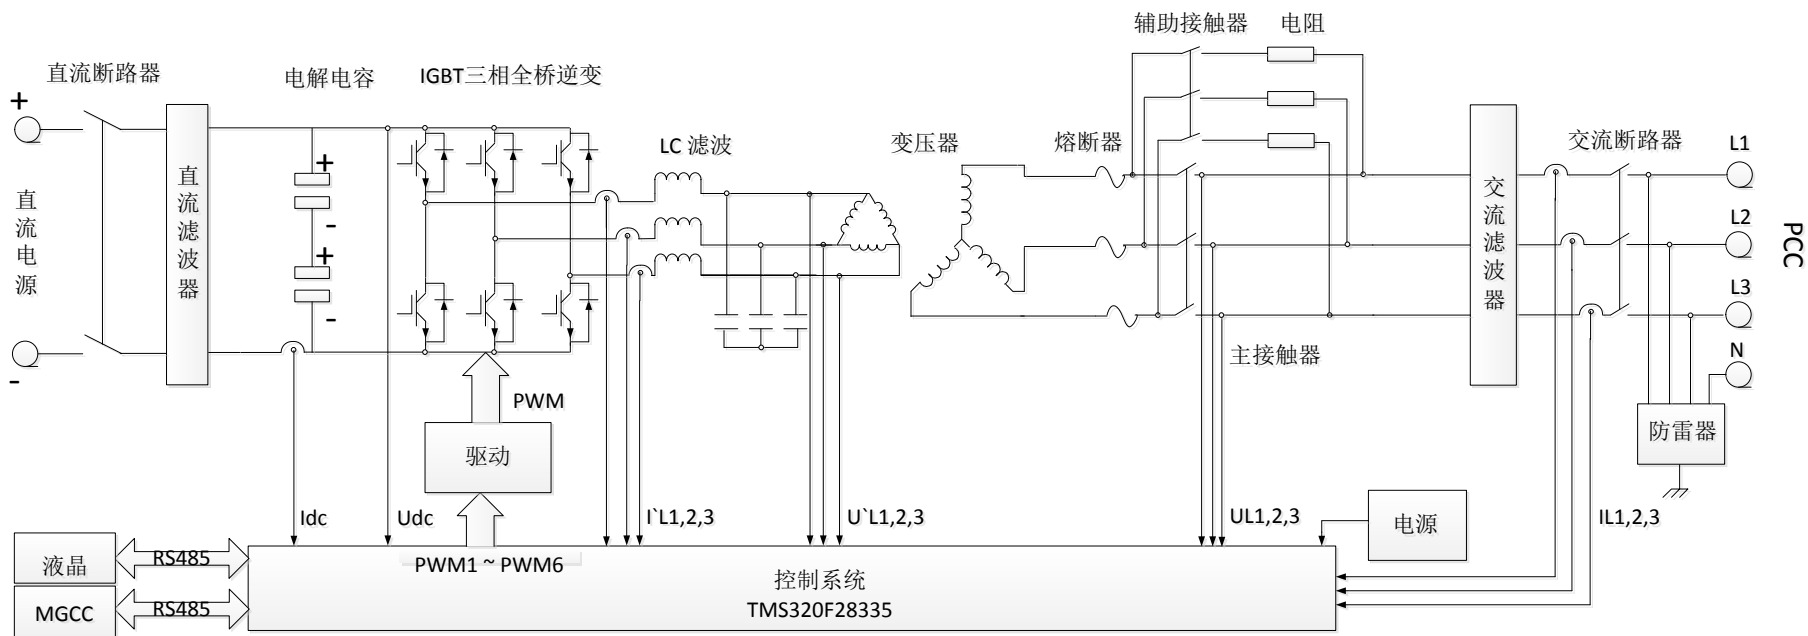 辅助接触器
电阻
直流断路器
电解电容
IGBT三相全桥逆变
+
+
-
+
-
-
直流电源
直流滤波器
LC 滤波
变压器
熔断器
交流断路器
L1
L2
L3
N
PCC
交流滤波器
主接触器
防雷器
PWM
驱动
Idc
Udc
I`L1,2,3
U`L1,2,3
UL1,2,3
电源
IL1,2,3
液晶
RS485
PWM1 ~ PWM6
控制系统
TMS320F28335
MGCC
RS485